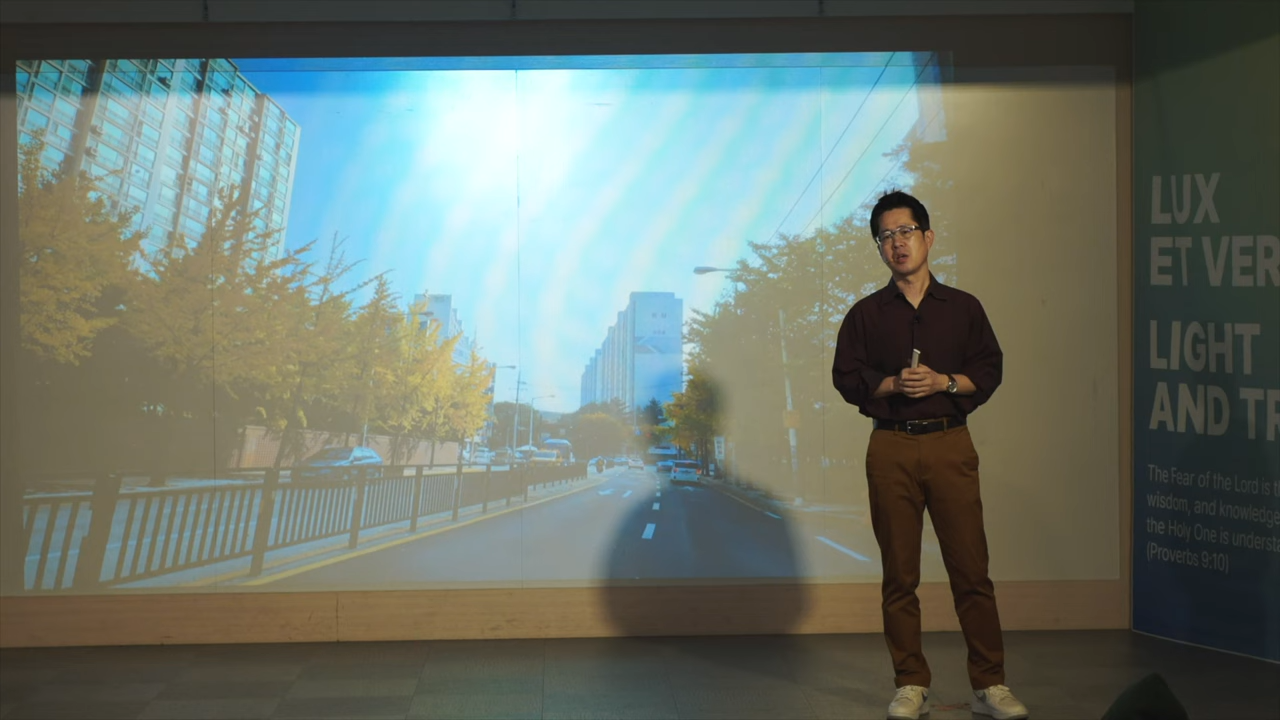 LUX
ET VER
LIGHT
AND TR
The Fear of the Lord is t
wisdom, and knowledge
the Holy One is underst
(Proverbs 9:10)